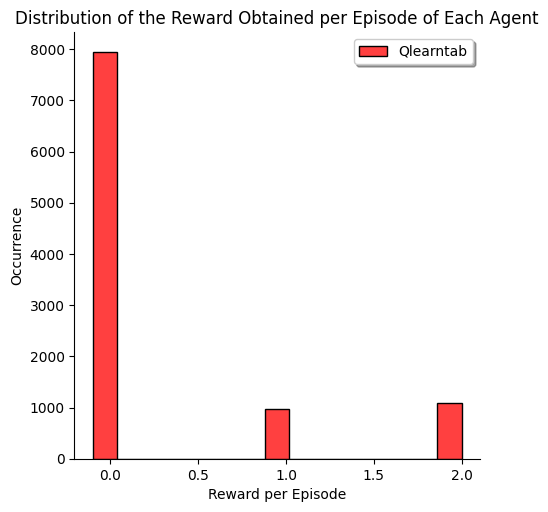 Distribution of the Reward Obtained per Episode of Each Agent
Qlearntab
8000
7000
6000
5000
4000
3000
2000
1000
0
Occurrence
0.0 0.5 1.0 1.5 2.0
Reward per Episode